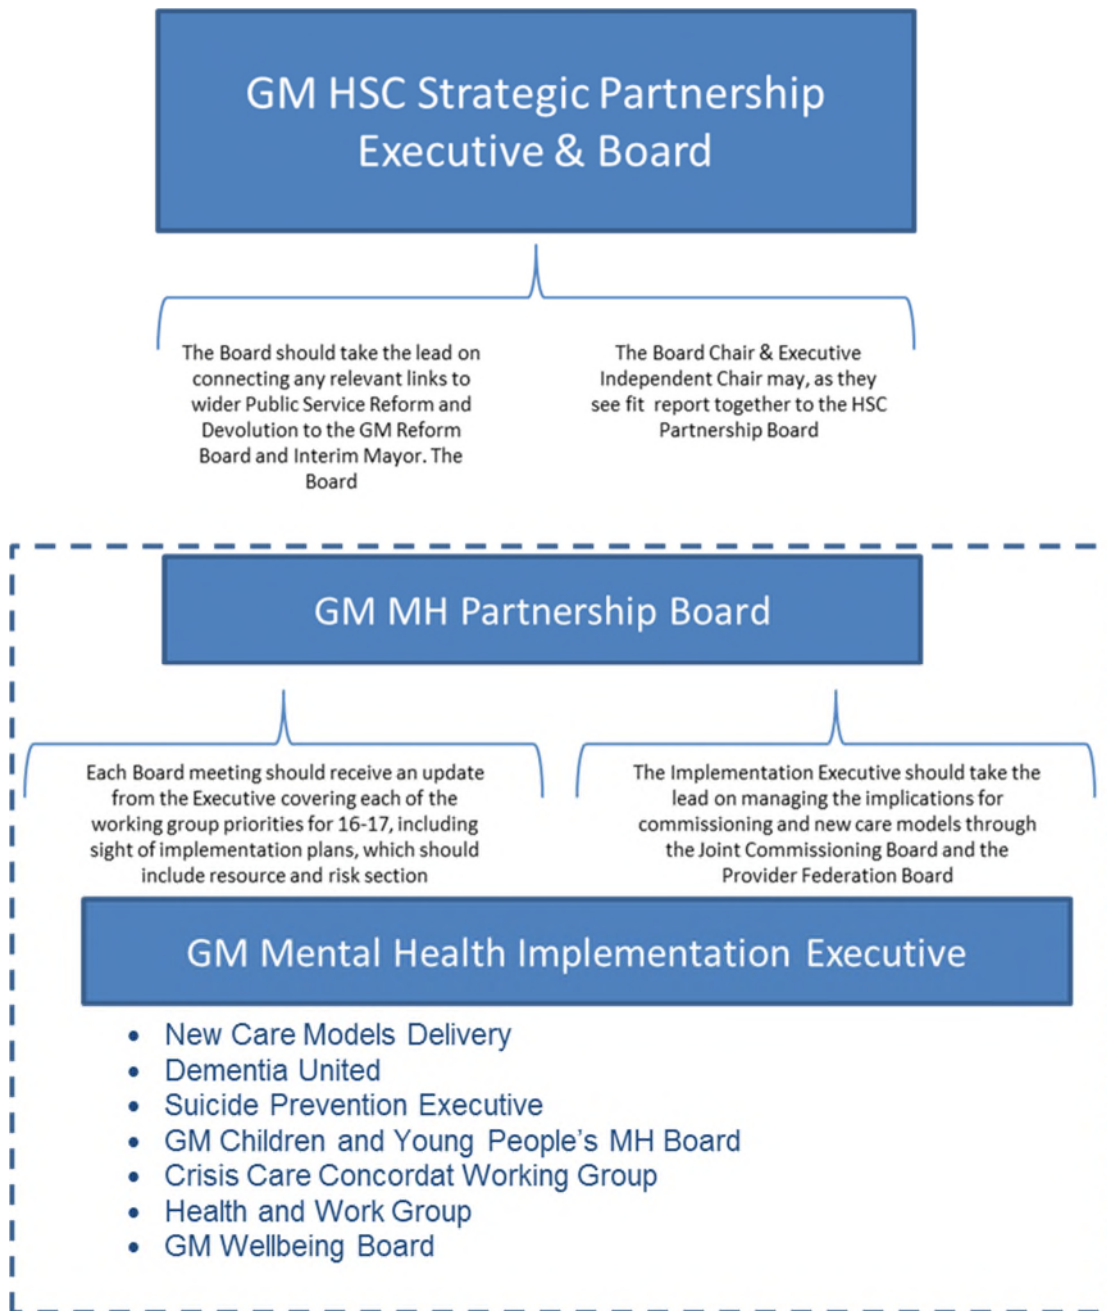 GM HSC Strategic Partnership
Executive & Board
The Board should take the lead on
connecting any relevant links to
wider Public Service Reform and
Devolution to the GM Reform
Board and Interim Mayor. The
Board
The Board Chair & Executive
Independent Chair may, as they
see fit report together to the HSC
Partnership Board
GM MH Partnership Board
Each Board meeting should receive an update
from the Executive covering each of the
working group priorities for 16-17, including
sight of implementation plans, which should
include resource and risk section
The Implementation Executive should take the
lead on managing the implications for
commissioning and new care models through
the Joint Commissioning Board and the
Provider Federation Board
GM Mental Health Implementation Executive
• New Care Models Delivery
• Dementia United
• Suicide Prevention Executive
• GM Children and Young People's MH Board
• Crisis Care Concordat Working Group
• Health and Work Group
• GM Wellbeing Board